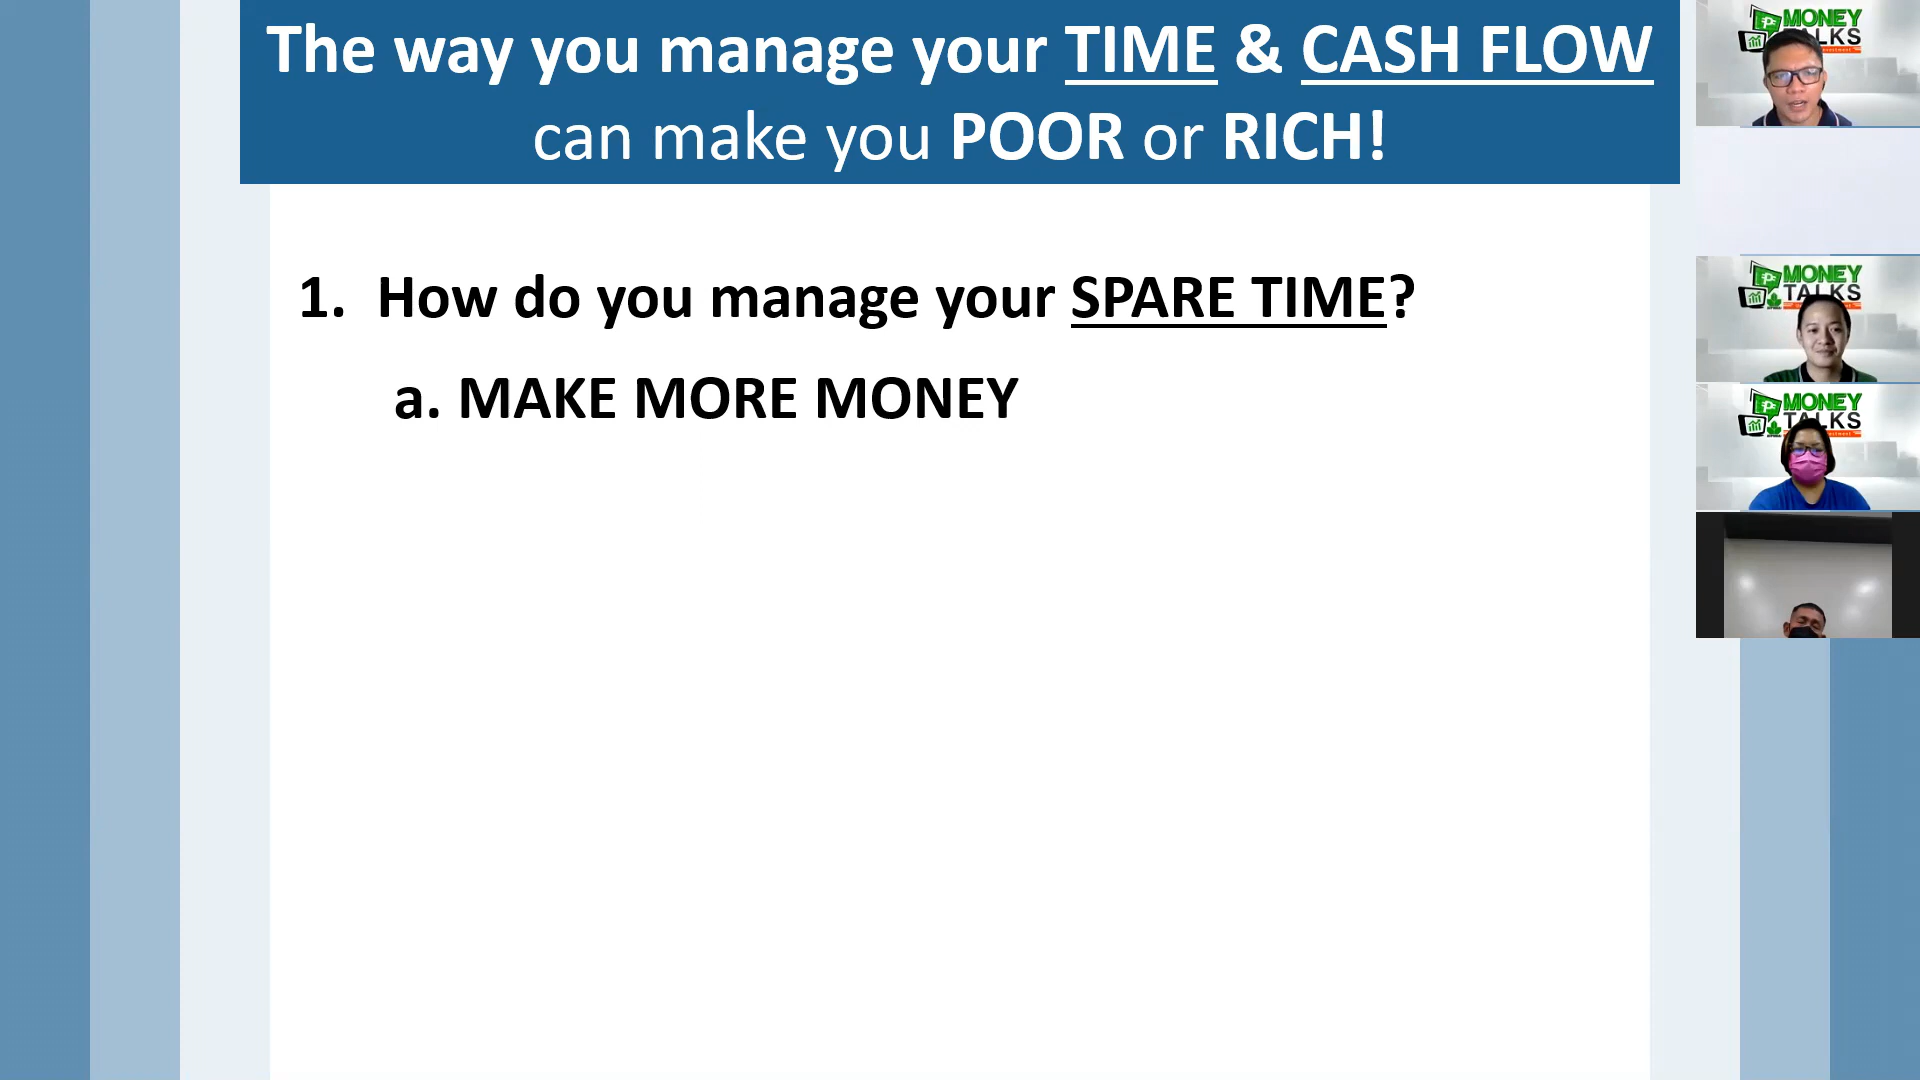 The way you manage your TIME & CASH FLOW
can make you POOR or RICH!
1. How do you manage your SPARE TIME?
a. MAKE MORE MONEY
MONEY
TALKS
MONEY
TALKS
MONEY
TALKS